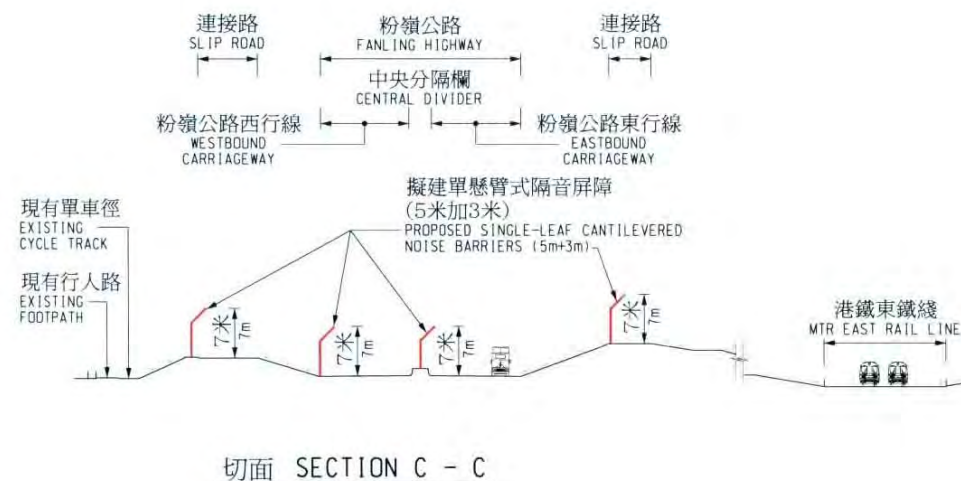 連接路
SLIP ROAD
粉嶺公路
FANLING HIGHWAY
連接路
SLIP ROAD
中央分隔欄
CENTRAL DIVIDER
粉嶺公路西行線
WESTBOUND
CARRIAGEWAY
粉嶺公路東行線
EASTBOUND
CARRIAGEWAY
擬建單懸臂式隔音屏障
(5米加3米)
PROPOSED SINGLE-LEAF CANTILEVERED
NOISE BARRIERS (5m+3m)
現有單車徑
EXISTING
CYCLE TRACK
現有行人路
EXISTING
FOOTPATH
7米
7m
7米
7m
7米
7m
7米
7m
港鐵東鐵綫
MTR EAST RAIL LINE
切面 SECTION C - C